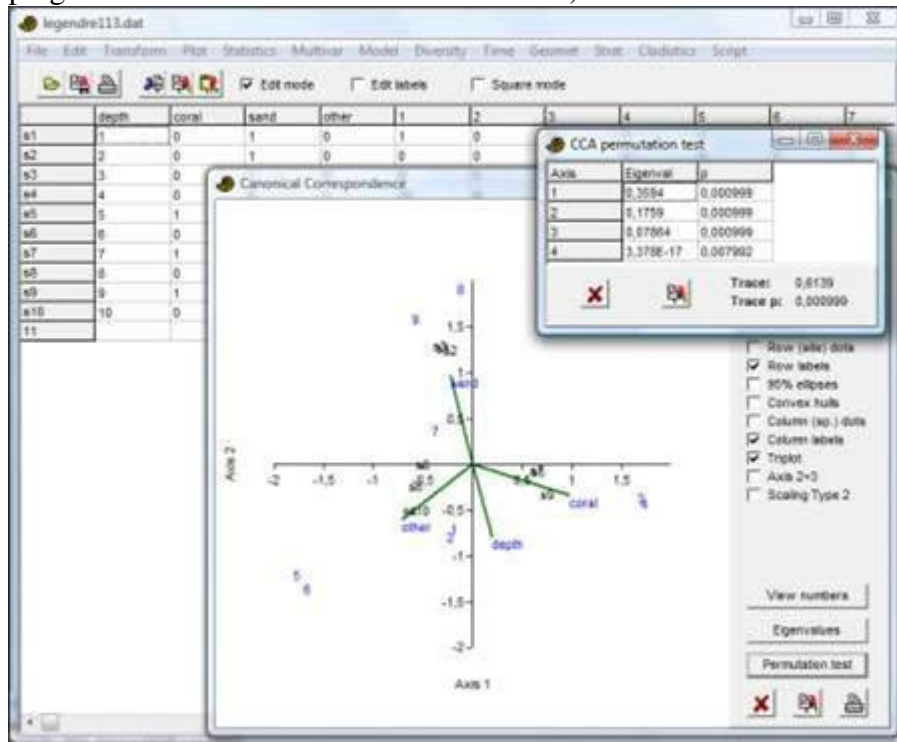 legendre113.dat
File Edit Transform Plot Statistics Multivar Model Diversity Time Geomet Strat Cladistics Script
Edit mode Edit labels Square mode
depth coral sand other 1 2 3 4 5 6 7
s1 1 0 1 0 1 0
s2 2 0 1 0 0 0
s3 3 0
s4 4 0
s5 5 1
s6 6 0
s7 7 1
s8 8 0
s9 9 1
s10 10 0
11
CCA permutation test
Axis Eigenval p
1 0,3594 0,000999
2 0,1759 0,000999
3 0,07864 0,000999
4 3,378E-17 0,007992
Trace: 0,6139
Trace p: 0,000999
Canonical Correspondence
8
9
1,5
1
sand
0,5
7
Axis 2
-2 -1,5 -1 0,5 1,5
s9
coral
-0,5
other
depth
-1
5
6
-1,5
-2
Axis 1
Row (site) dots
Row labels
95% ellipses
Convex hulls
Column (sp.) dots
Column labels
Triplot
Axis 2+3
Scaling Type 2
View numbers
Eigenvalues
Permutation test